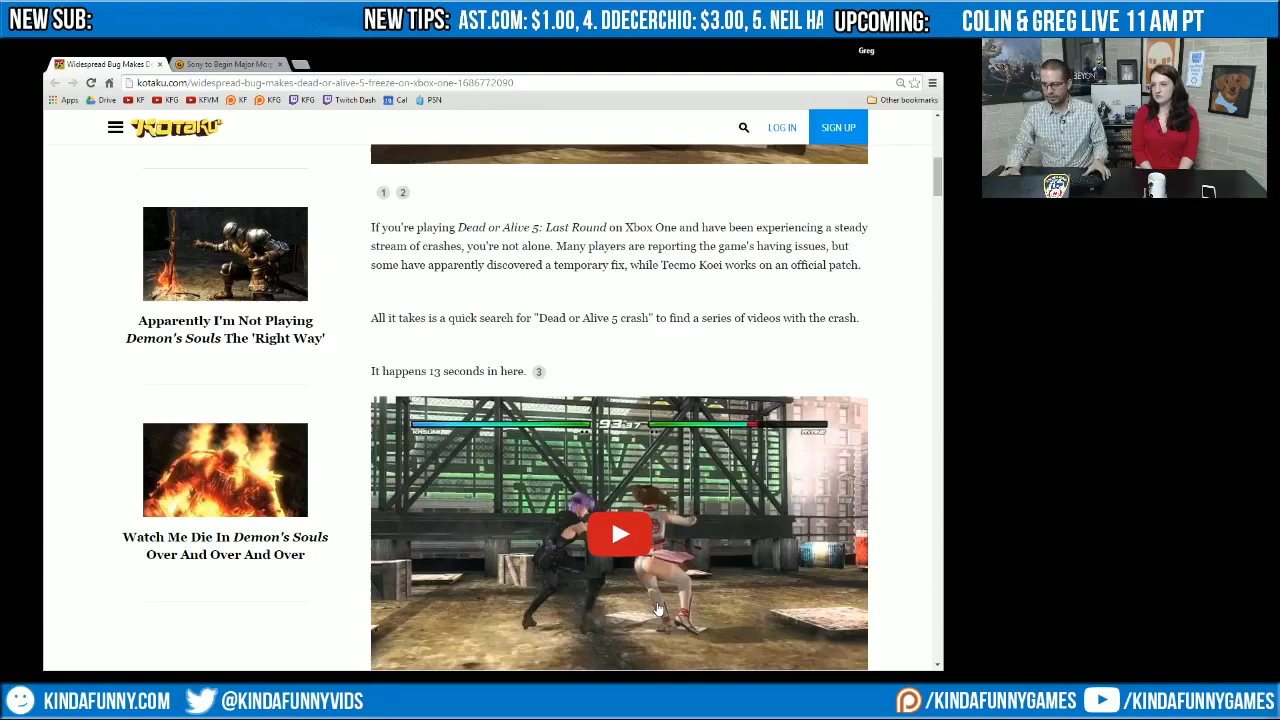 NEW SUB:
NEW TIPS: AST.COM: $1.00, 4. DDECERCHIO: $3.00, 5. NEIL HA
UPCOMING: COLIN & GREG LIVE 11 AM PT
Greg
Widespread Bug Makes D
Sony to Begin Major
kotaku.com/widespread-bug-makes-dead-or-alive-5-freeze-on-xbox-one-1686772090
Apps Drive KF KFG KFVM KF KFG KFG Twitch Dash Cal PSN Other bookmarks
KOTAKU
LOG IN
SIGN UP
1 2
If you're playing Dead or Alive 5: Last Round on Xbox One and have been experiencing a steady
stream of crashes, you're not alone. Many players are reporting the game's having issues, but
some have apparently discovered a temporary fix, while Tecmo Koei works on an official patch.
All it takes is a quick search for "Dead or Alive 5 crash" to find a series of videos with the crash.
It happens 13 seconds in here. 3
Apparently I'm Not Playing
Demon's Souls The 'Right Way'
Watch Me Die In Demon's Souls
Over And Over And Over
KASUMI
93.37
AYANE
KINDAFUNNY.COM
@KINDAFUNNYVIDS
/KINDAFUNNYGAMES
/KINDAFUNNYGAMES